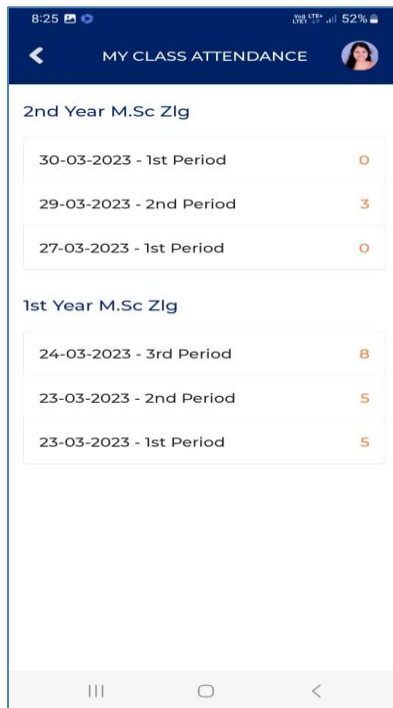 8:25 52%
MY CLASS ATTENDANCE
2nd Year M.Sc Zlg
30-03-2023 - 1st Period 0
29-03-2023 - 2nd Period 3
27-03-2023 - 1st Period 0
1st Year M.Sc Zlg
24-03-2023 - 3rd Period 8
23-03-2023 - 2nd Period 5
23-03-2023 - 1st Period 5